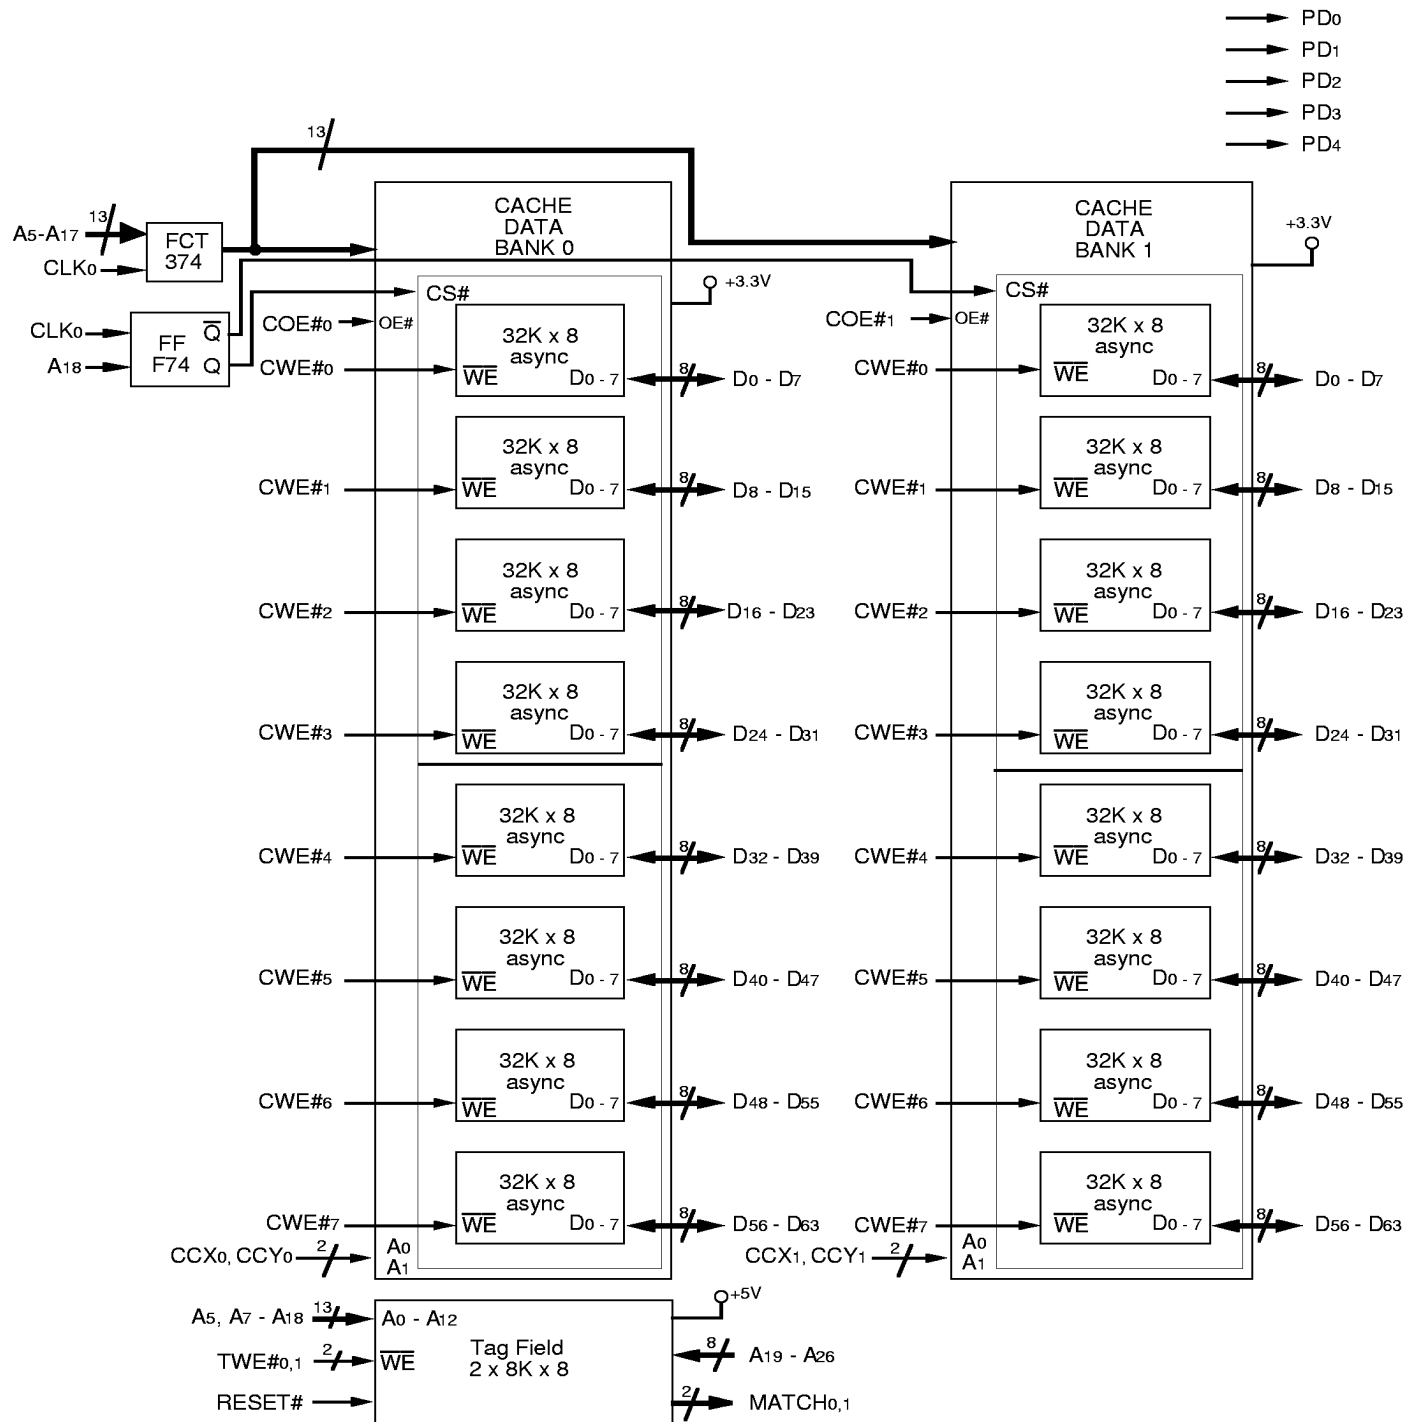 PD0
PD1
PD2
PD3
PD4
13
13
A5-A17
FCT
374
CLK0
CLK0
A18
FF
F74
Q
Q
CACHE
DATA
BANK 0
+3.3V
CS#
COE#0
OE#
CWE#0
32K x 8
async
WE
D0 - 7
8
D0 - D7
CWE#1
32K x 8
async
WE
D0 - 7
8
D8 - D15
CWE#2
32K x 8
async
WE
D0 - 7
8
D16 - D23
CWE#3
32K x 8
async
WE
D0 - 7
8
D24 - D31
CWE#4
32K x 8
async
WE
D0 - 7
8
D32 - D39
CWE#5
32K x 8
async
WE
D0 - 7
8
D40 - D47
CWE#6
32K x 8
async
WE
D0 - 7
8
D48 - D55
CWE#7
32K x 8
async
WE
D0 - 7
8
D56 - D63
CCX0, CCY0
2
A0
A1
CACHE
DATA
BANK 1
+3.3V
CS#
COE#1
OE#
CWE#0
32K x 8
async
WE
D0 - 7
8
D0 - D7
CWE#1
32K x 8
async
WE
D0 - 7
8
D8 - D15
CWE#2
32K x 8
async
WE
D0 - 7
8
D16 - D23
CWE#3
32K x 8
async
WE
D0 - 7
8
D24 - D31
CWE#4
32K x 8
async
WE
D0 - 7
8
D32 - D39
CWE#5
32K x 8
async
WE
D0 - 7
8
D40 - D47
CWE#6
32K x 8
async
WE
D0 - 7
8
D48 - D55
CWE#7
32K x 8
async
WE
D0 - 7
8
D56 - D63
CCX1, CCY1
2
A0
A1
A5, A7 - A18
13
A0 - A12
+5V
TWE#0,1
2
WE
Tag Field
2 x 8K x 8
8
A19 - A26
RESET#
2
MATCH0,1